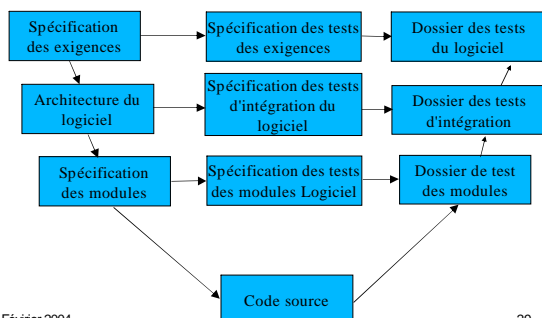 Spécification
des exigences
Spécification des tests
des exigences
Dossier des tests
du logiciel
Architecture du
logiciel
Spécification des tests
d'intégration du
logiciel
Dossier des tests
d'intégration
Spécification
des modules
Spécification des tests
des modules Logiciel
Dossier de test
des modules
Code source
Février 2004